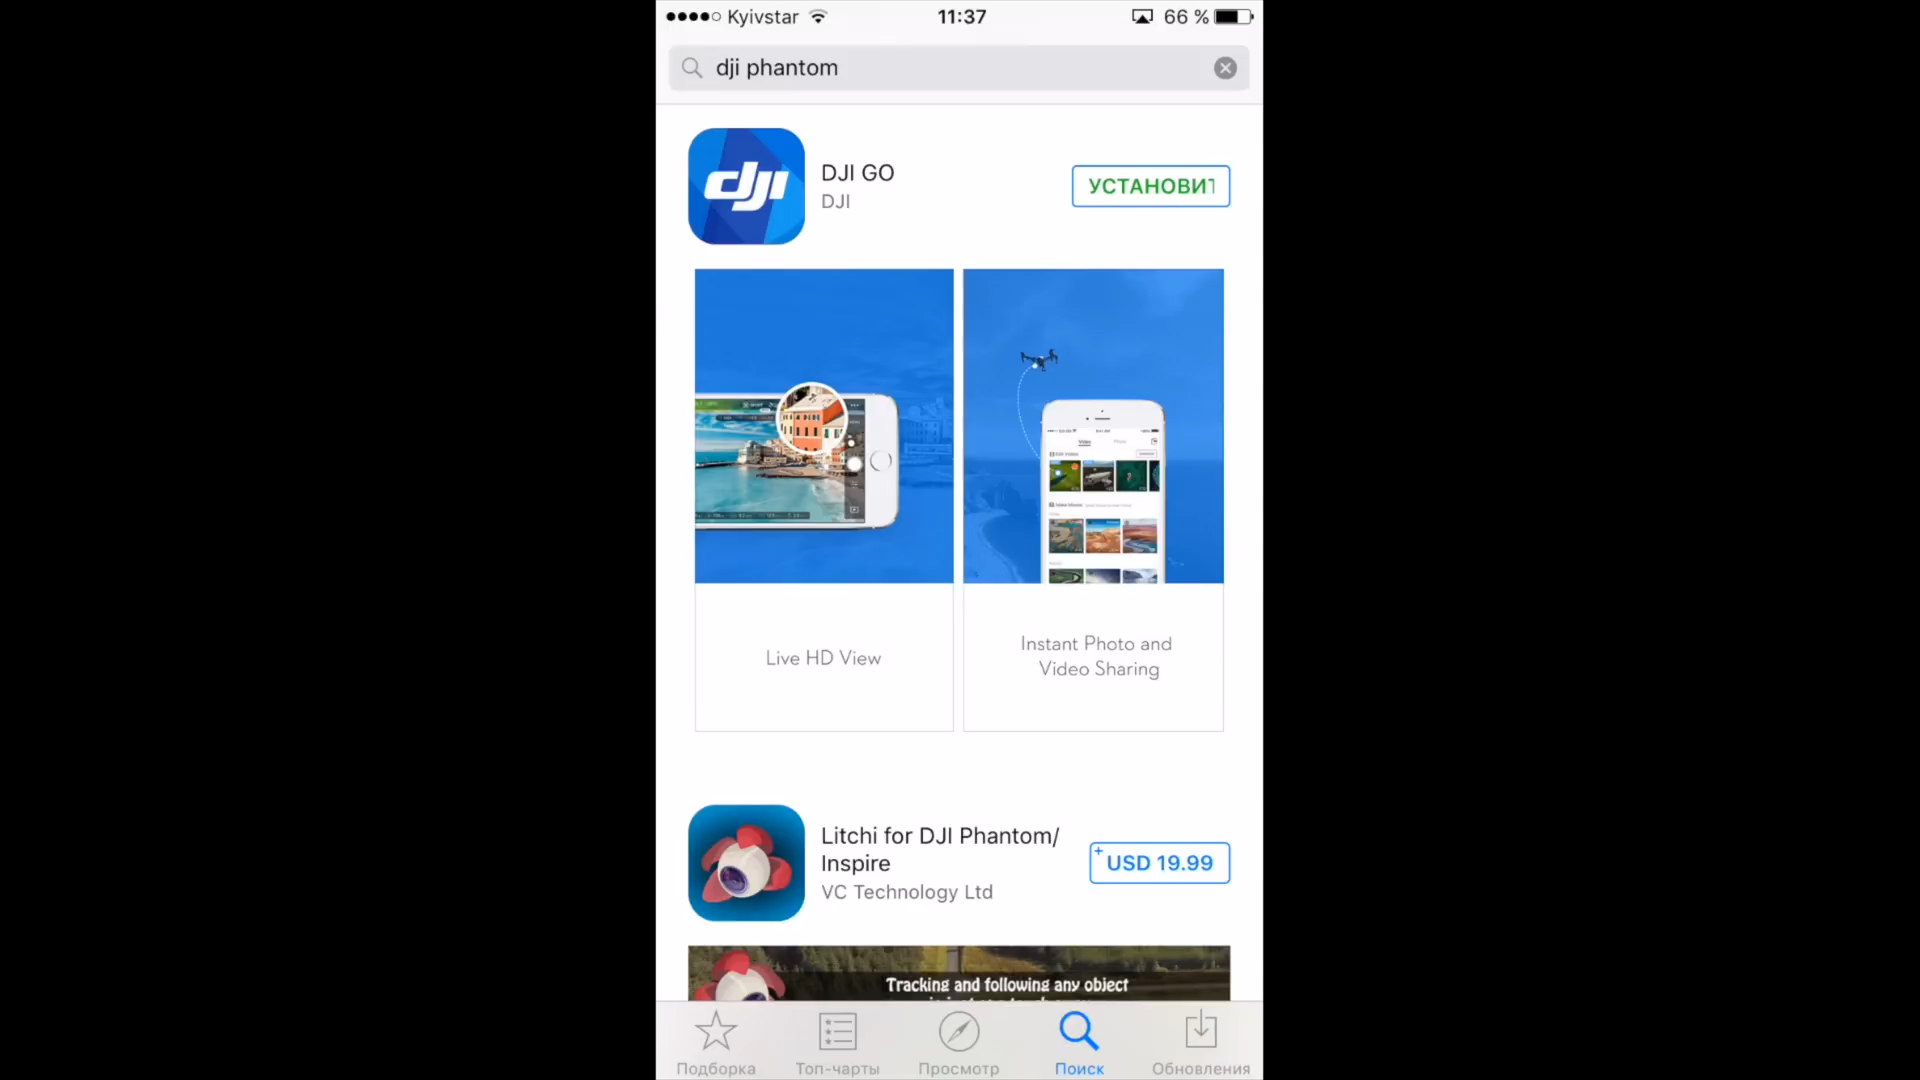 Kyivstar 11:37 66 %
dji phantom
dji
DJI GO
DJI
УСТАНОВИТ
Live HD View
Instant Photo and
Video Sharing
Litchi for DJI Phantom/
Inspire
VC Technology Ltd
+ USD 19.99
Tracking and following any object
Подборка Топ-чарты Просмотр Поиск Обновления